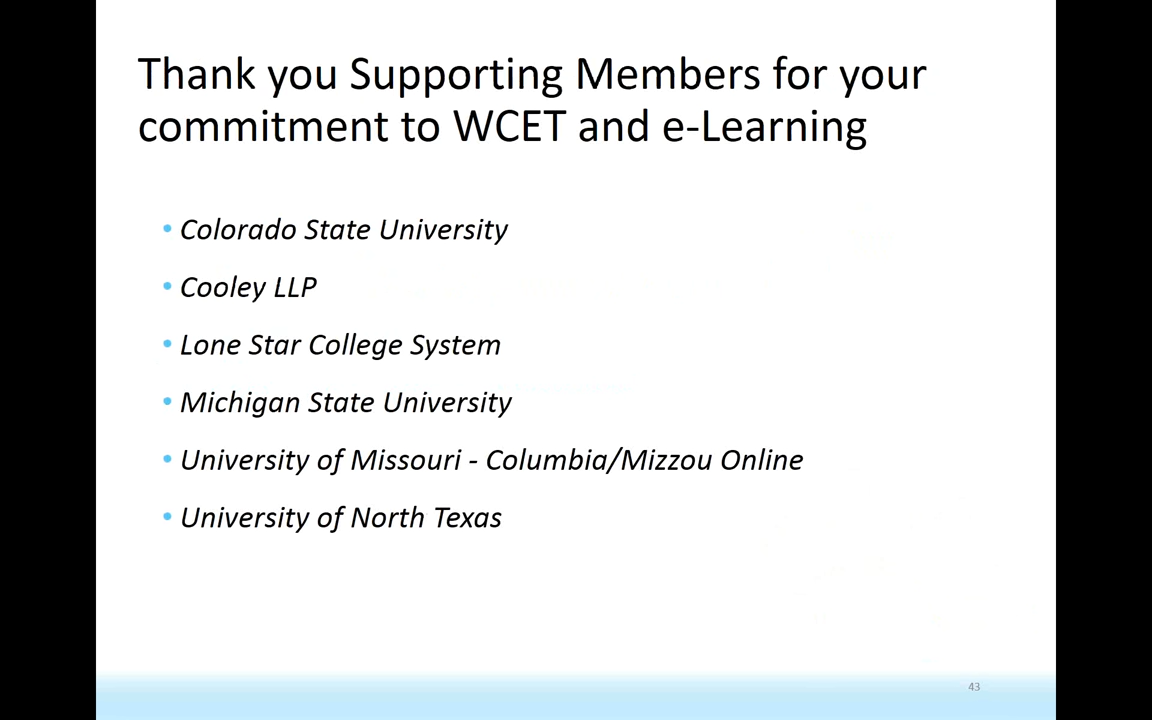 Thank you Supporting Members for your
commitment to WCET and e-Learning
• Colorado State University
• Cooley LLP
• Lone Star College System
• Michigan State University
• University of Missouri - Columbia/Mizzou Online
• University of North Texas
43